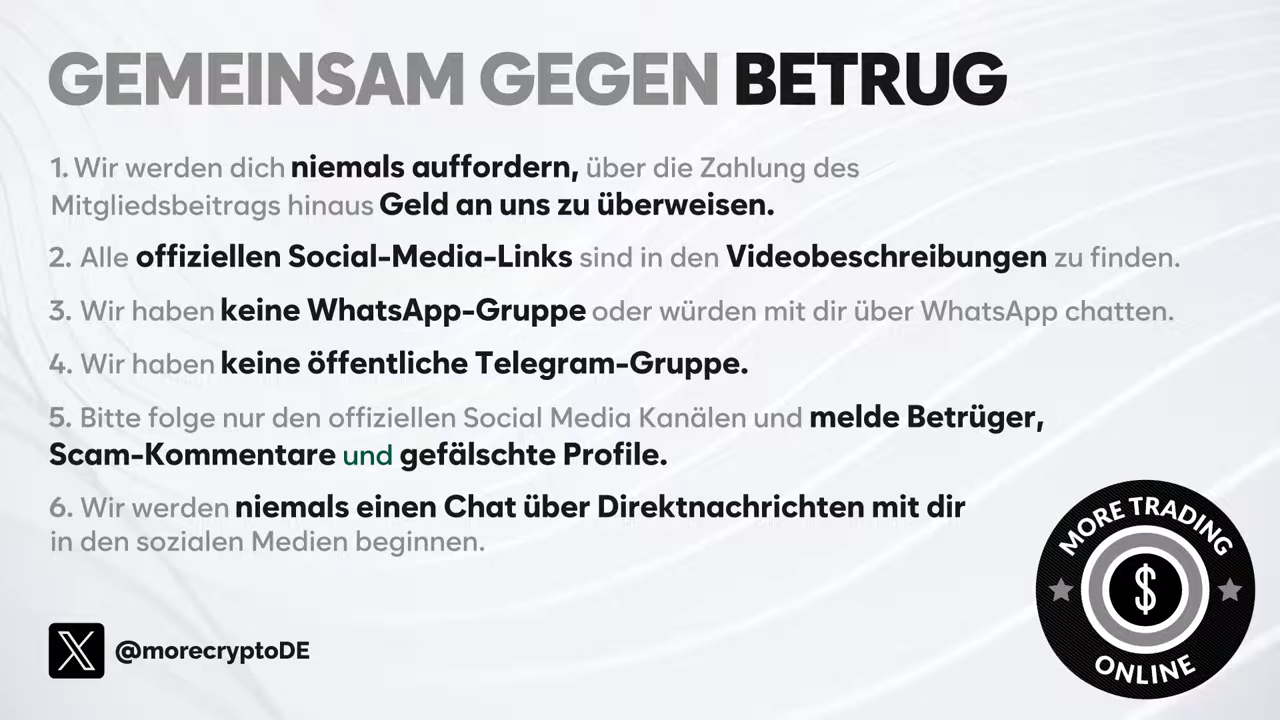 GEMEINSAM GEGEN BETRUG
1. Wir werden dich niemals auffordern, über die Zahlung des
Mitgliedsbeitrags hinaus Geld an uns zu überweisen.
2. Alle offiziellen Social-Media-Links sind in den Videobeschreibungen zu finden.
3. Wir haben keine WhatsApp-Gruppe oder würden mit dir über WhatsApp chatten.
4. Wir haben keine öffentliche Telegram-Gruppe.
5. Bitte folge nur den offiziellen Social Media Kanälen und melde Betrüger,
Scam-Kommentare und gefälschte Profile.
6. Wir werden niemals einen Chat über Direktnachrichten mit dir
in den sozialen Medien beginnen.
@morecryptoDE
MORE TRADING
$
ONLINE